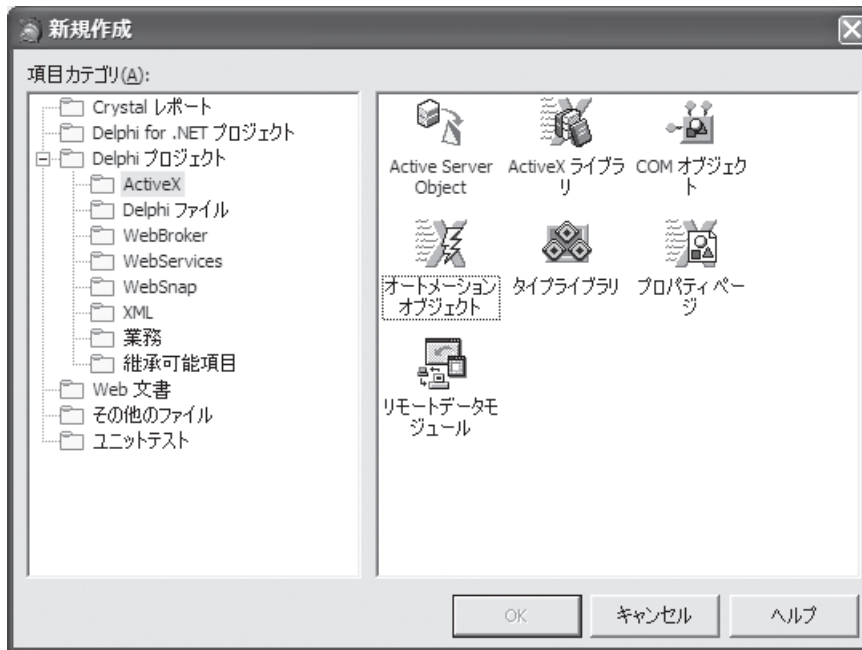 新規作成
項目カテゴリ(A):
Crystal レポート
Delphi for .NET プロジェクト
Delphi プロジェクト
ActiveX
Delphi ファイル
WebBroker
WebServices
WebSnap
XML
業務
継承可能項目
Web 文書
その他のファイル
ユニットテスト
Active Server
Object
ActiveX ライブラ
リ
COM オブジェク
ト
オートメーション
オブジェクト
タイプライブラリ
プロパティ ペー
ジ
リモートデータモ
ジュール
OK
キャンセル
ヘルプ